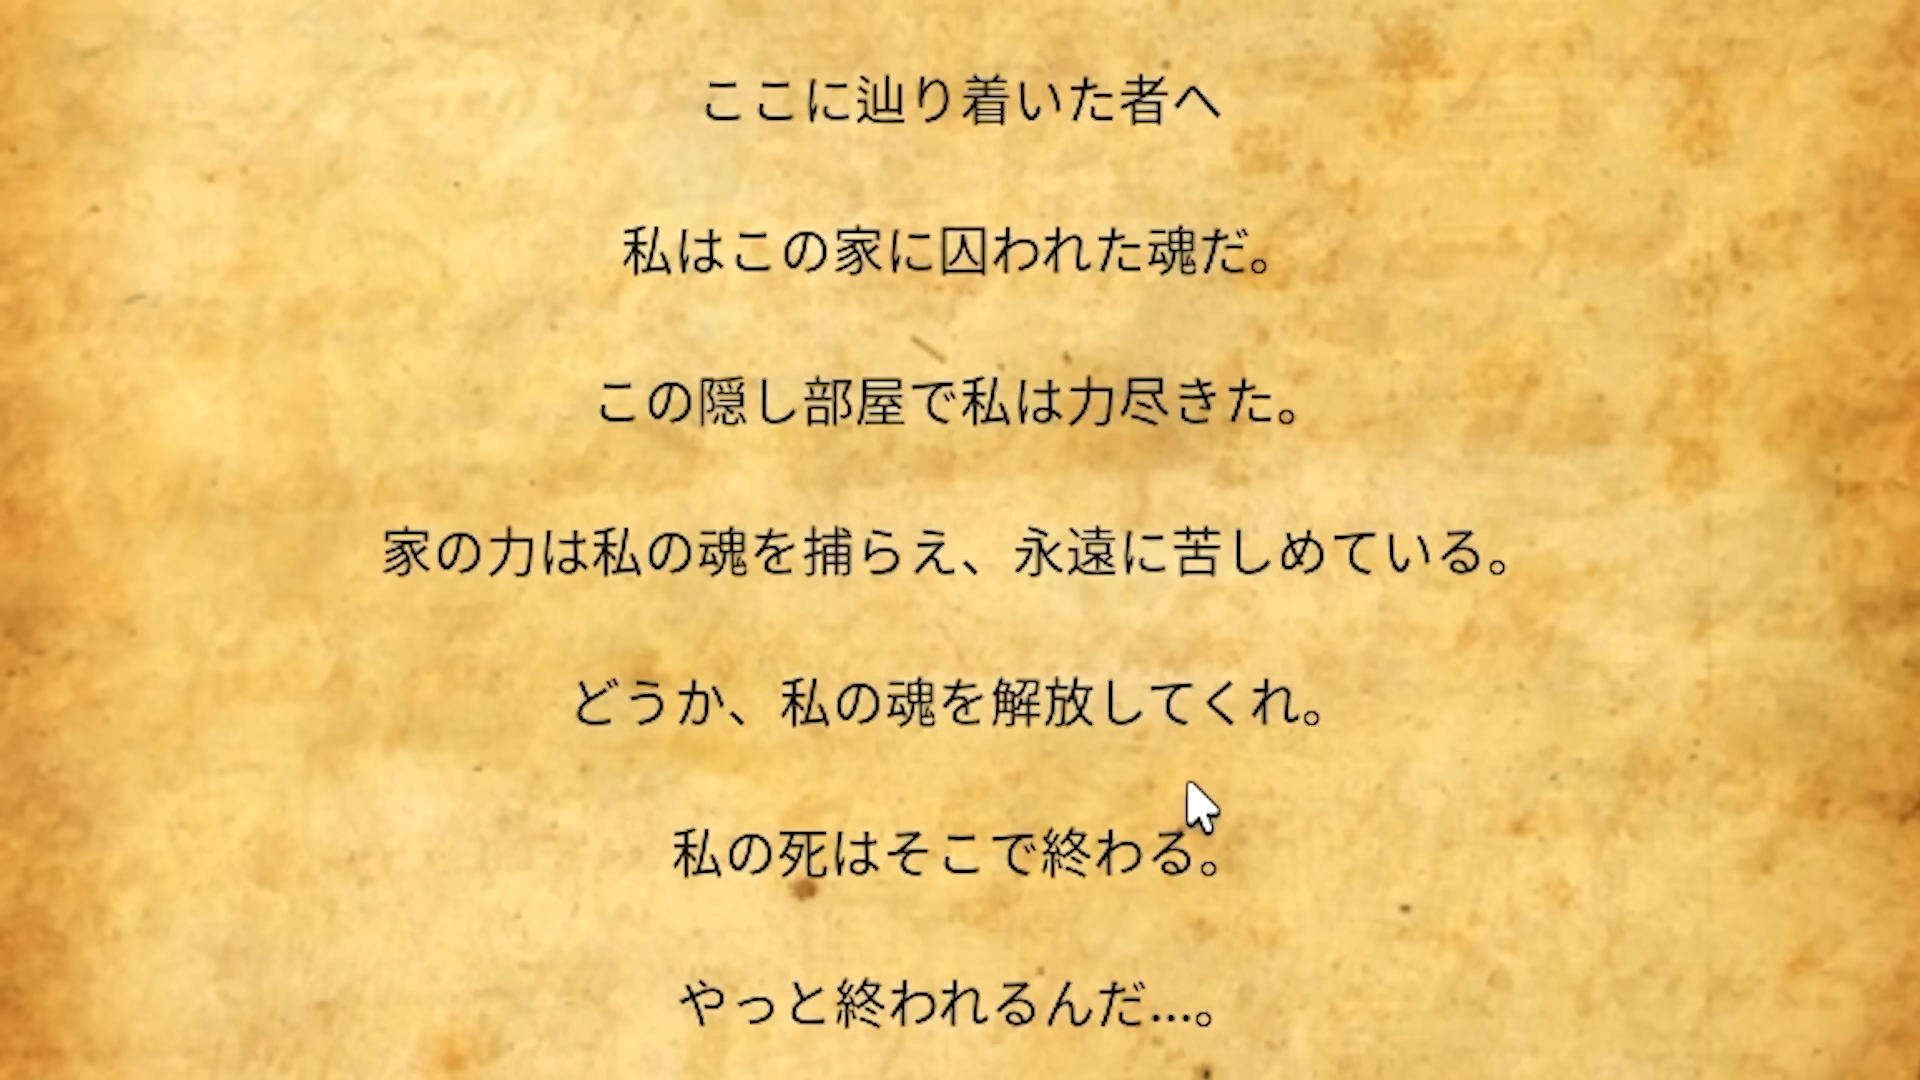 ここに辿り着いた者へ
私はこの家に囚われた魂だ。
この隠し部屋で私は力尽きた。
家の力は私の魂を捕らえ、永遠に苦しめている。
どうか、私の魂を解放してくれ。
私の死はそこで終わる。
やっと終われるんだ...。